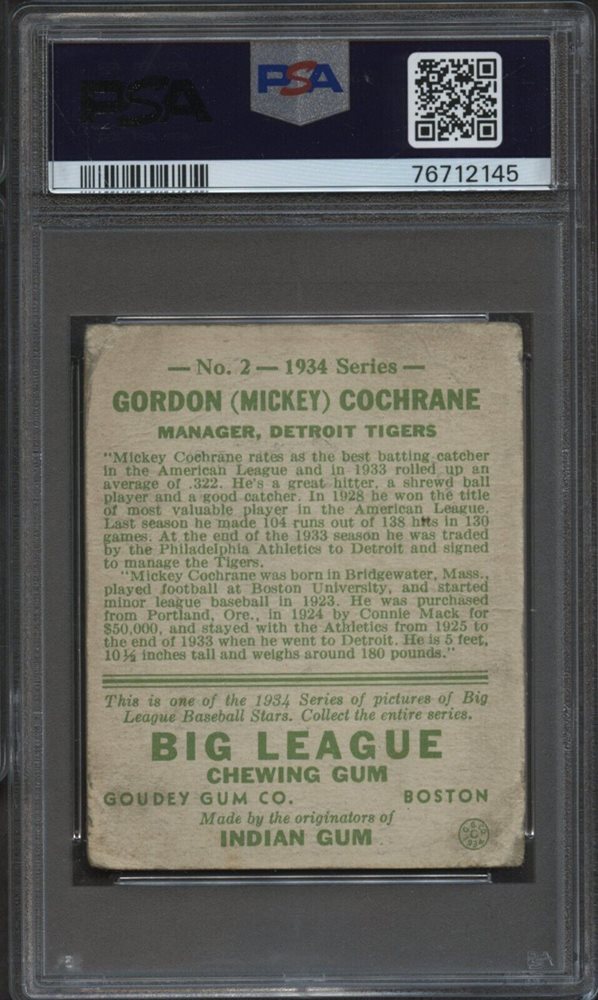 PSA
PSA
76712145
— No. 2 — 1934 Series —
GORDON (MICKEY) COCHRANE
MANAGER, DETROIT TIGERS
"Mickey Cochrane rates as the best batting catcher
in the American League and in 1933 rolled up an
average of .322. He's a great hitter, a shrewd ball
player and a good catcher. In 1928 he won the title
of most valuable player in the American League.
Last season he made 104 runs out of 138 hits in 130
games. At the end of the 1933 season he was traded
by the Philadelphia Athletics to Detroit and signed
to manage the Tigers.
"Mickey Cochrane was born in Bridgewater, Mass.,
played football at Boston University, and started
minor league baseball in 1923. He was purchased
from Portland, Ore., in 1924 by Connie Mack for
$50,000, and stayed with the Athletics from 1925 to
the end of 1933 when he went to Detroit. He is 5 feet,
10½ inches tall and weighs around 180 pounds."
This is one of the 1934 Series of pictures of Big
League Baseball Stars. Collect the entire series.
BIG LEAGUE
CHEWING GUM
GOUDEY GUM CO. BOSTON
Made by the originators of
INDIAN GUM